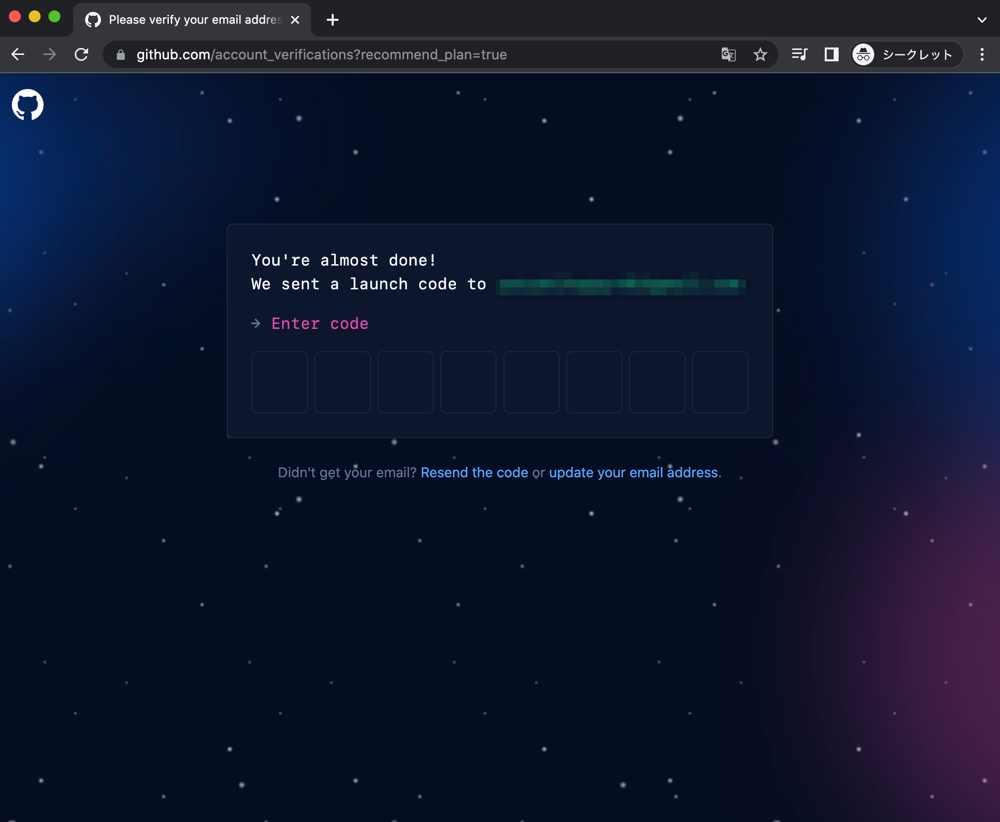 Please verify your email addres
github.com/account_verifications?recommend_plan=true
シークレット
You're almost done!
We sent a launch code to
→ Enter code
Didn't get your email? Resend the code or update your email address.